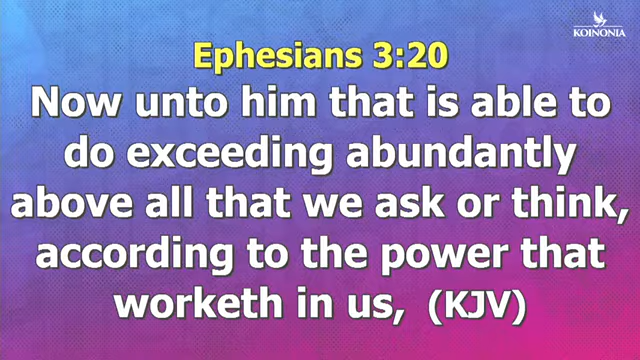 KOINONIA
Ephesians 3:20
Now unto him that is able to
do exceeding abundantly
above all that we ask or think,
according to the power that
worketh in us, (KJV)